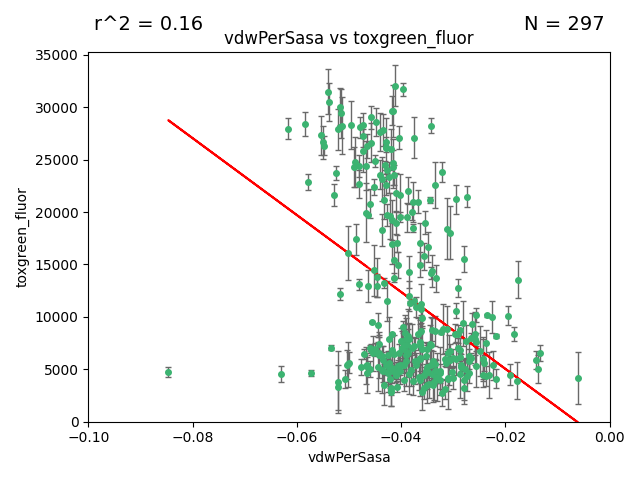 r^2 = 0.16
N = 297
vdwPerSasa vs toxgreen_fluor
35000
30000
25000
20000
15000
10000
5000
0
toxgreen_fluor
−0.10
−0.08
−0.06
−0.04
−0.02
0.00
vdwPerSasa